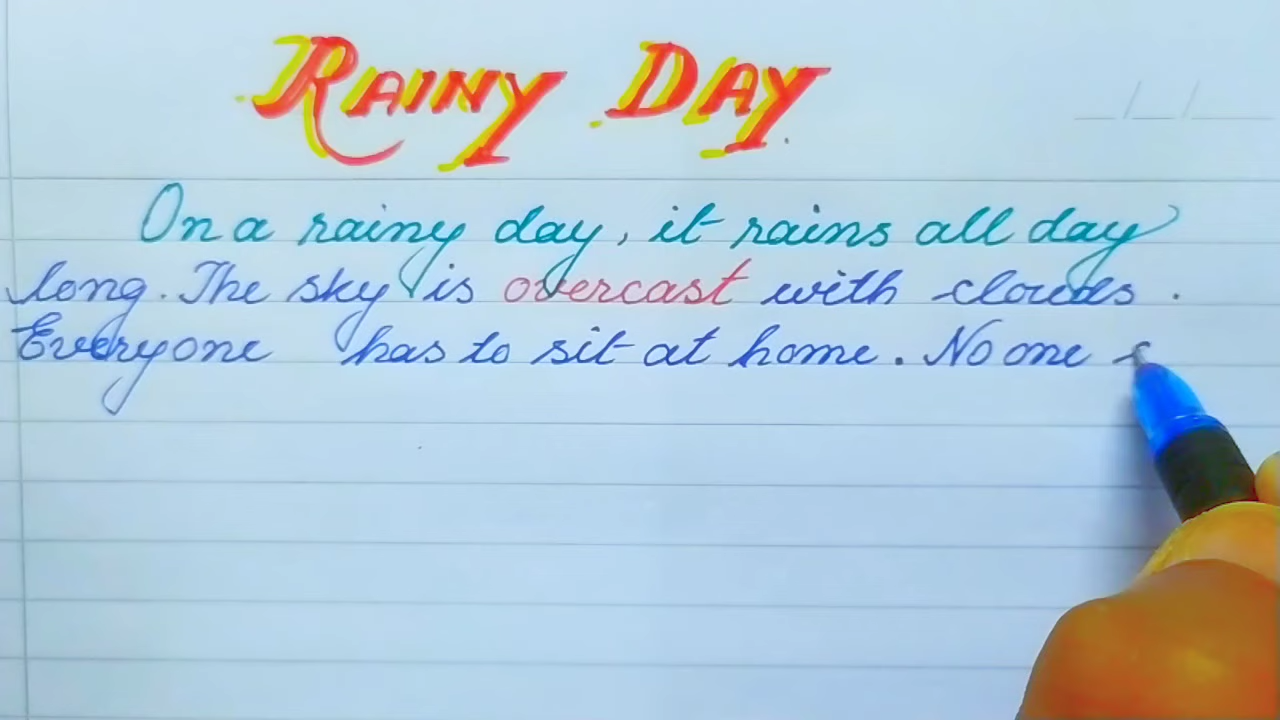 RAINY DAY
On a rainy day, it rains all day
long. The sky is overcast with clouds.
Everyone has to sit at home. No one